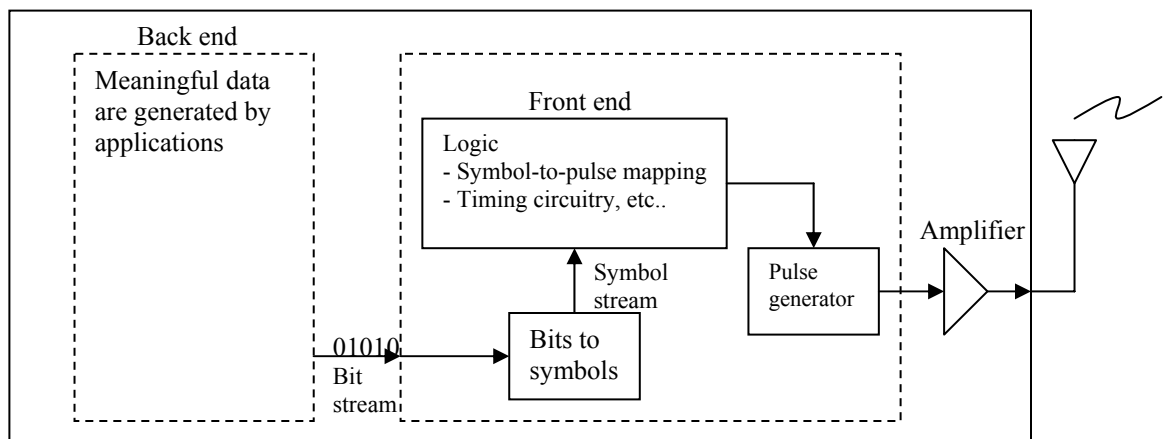 Back end
Meaningful data
are generated by
applications
Front end
Logic
- Symbol-to-pulse mapping
- Timing circuitry, etc..
Amplifier
Pulse
generator
Symbol
stream
Bits to
symbols
01010
Bit
stream